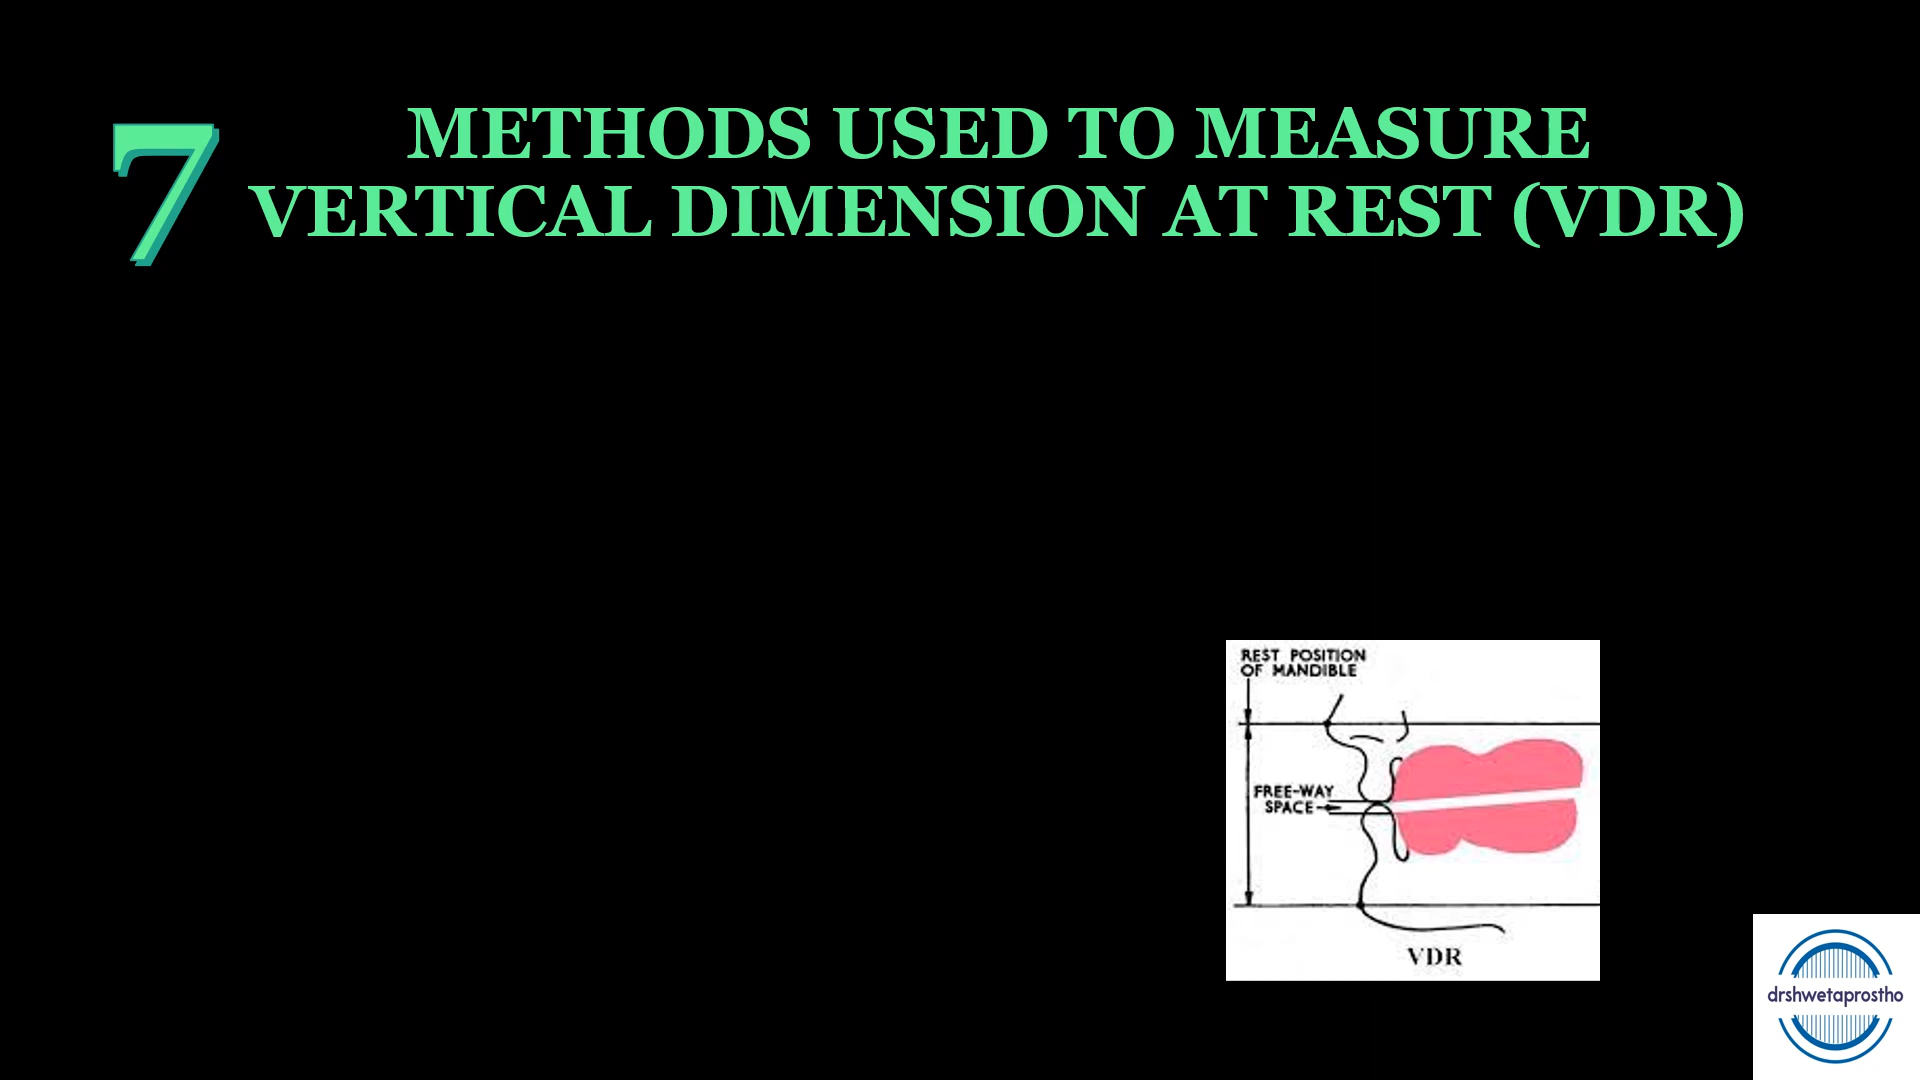 7
METHODS USED TO MEASURE
VERTICAL DIMENSION AT REST (VDR)
REST POSITION
OF MANDIBLE
FREE-WAY
SPACE
VDR
drshwetaprostho